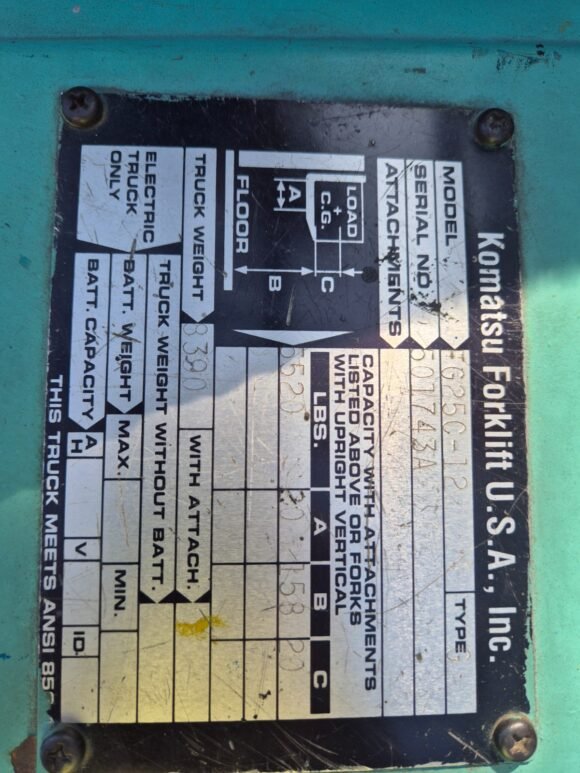 Komatsu Forklift U.S.A., Inc.
MODEL FG25C-12 TYPE
SERIAL NO. 501743A
ATTACHMENTS
CAPACITY WITH ATTACHMENTS
LISTED ABOVE OR FORKS
WITH UPRIGHT VERTICAL
LBS. A B C
LOAD
C.G.
A
B
C
FLOOR
158 20
TRUCK WEIGHT 8390 WITH ATTACH.
TRUCK WEIGHT WITHOUT BATT.
ELECTRIC
TRUCK
ONLY
BATT. WEIGHT MAX. MIN.
BATT. CAPACITY A
H V ID
THIS TRUCK MEETS ANSI